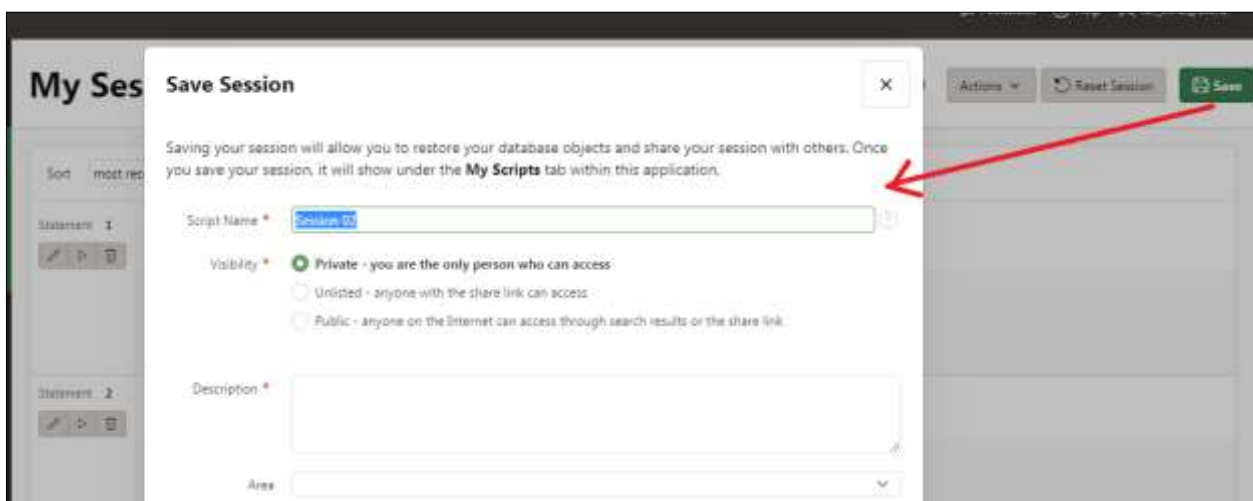 My Ses
Save Session
Actions
Reset Session
Save
Saving your session will allow you to restore your database objects and share your session with others. Once
you save your session, it will show under the My Scripts tab within this application.
Sort most rec
Statement 1
Script Name *
Session 02
Visibility *
Private - you are the only person who can access
Unlisted - anyone with the share link can access
Public - anyone on the Internet can access through search results or the share link
Statement 2
Description *
Area